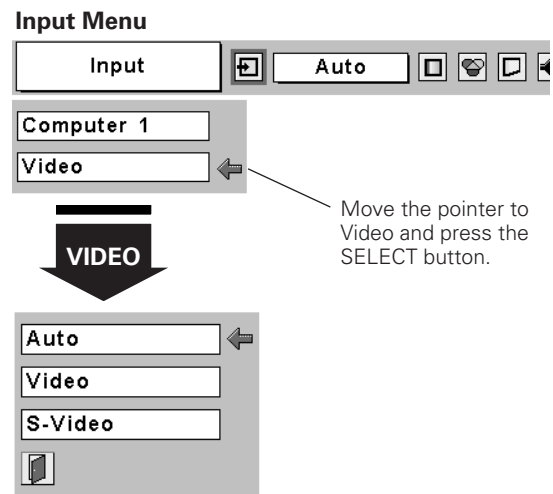 Input Menu
Input
Auto
Computer 1
Video
Move the pointer to
Video and press the
SELECT button.
VIDEO
Auto
Video
S-Video